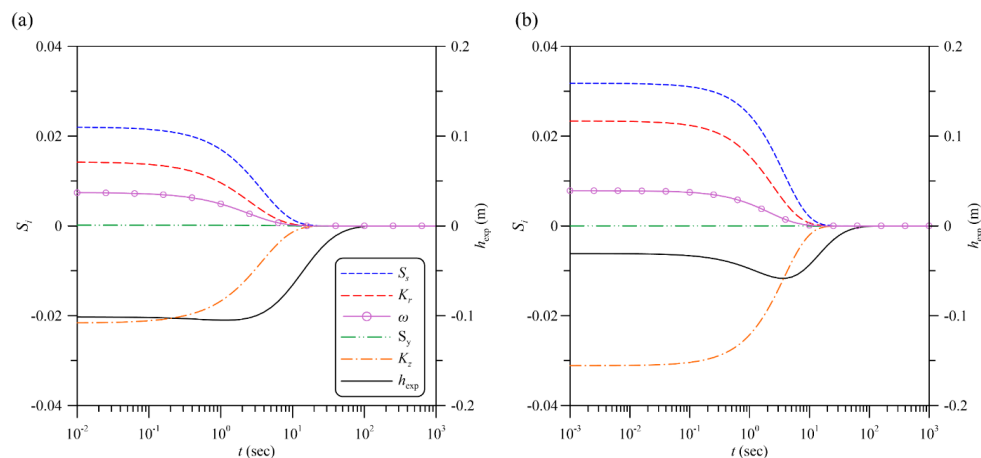 (a)
S_i
0.04
0.02
0
-0.02
-0.04
0.2
0.1
0
-0.1
-0.2
h_exp (m)
S_s
K_r
ω
S_y
K_z
h_exp
10^-2
10^-1
10^0
10^1
10^2
10^3
t (sec)
(b)
S_i
0.04
0.02
0
-0.02
-0.04
0.2
0.1
0
-0.1
-0.2
h_exp (m)
10^-3
10^-2
10^-1
10^0
10^1
10^2
10^3
t (sec)